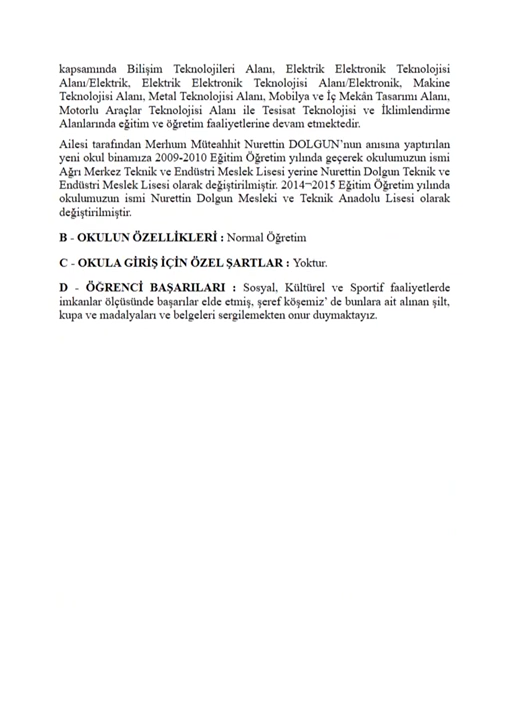 kapsamında Bilişim Teknolojileri Alanı, Elektrik Elektronik Teknolojisi
Alanı/Elektrik, Elektrik Elektronik Teknolojisi Alanı/Elektronik, Makine
Teknolojisi Alanı, Metal Teknolojisi Alanı, Mobilya ve İç Mekân Tasarımı Alanı,
Motorlu Araçlar Teknolojisi Alanı ile Tesisat Teknolojisi ve İklimlendirme
Alanlarında eğitim ve öğretim faaliyetlerine devam etmektedir.
Ailesi tarafından Merhum Müteahhit Nurettin DOLGUN’nun anısına yaptırılan
yeni okul binamıza 2009-2010 Eğitim Öğretim yılında geçerek okulumuzun ismi
Ağrı Merkez Teknik ve Endüstri Meslek Lisesi yerine Nurettin Dolgun Teknik ve
Endüstri Meslek Lisesi olarak değiştirilmiştir. 2014–2015 Eğitim Öğretim yılında
okulumuzun ismi Nurettin Dolgun Mesleki ve Teknik Anadolu Lisesi olarak
değiştirilmiştir.
B - OKULUN ÖZELLİKLERİ : Normal Öğretim
C - OKULA GİRİŞ İÇİN ÖZEL ŞARTLAR : Yoktur.
D - ÖĞRENCİ BAŞARILARI : Sosyal, Kültürel ve Sportif faaliyetlerde
imkanlar ölçüsünde başarılar elde etmiş, şeref köşemiz’ de bunlara ait alınan şilt,
kupa ve madalyaları ve belgeleri sergilemekten onur duymaktayız.